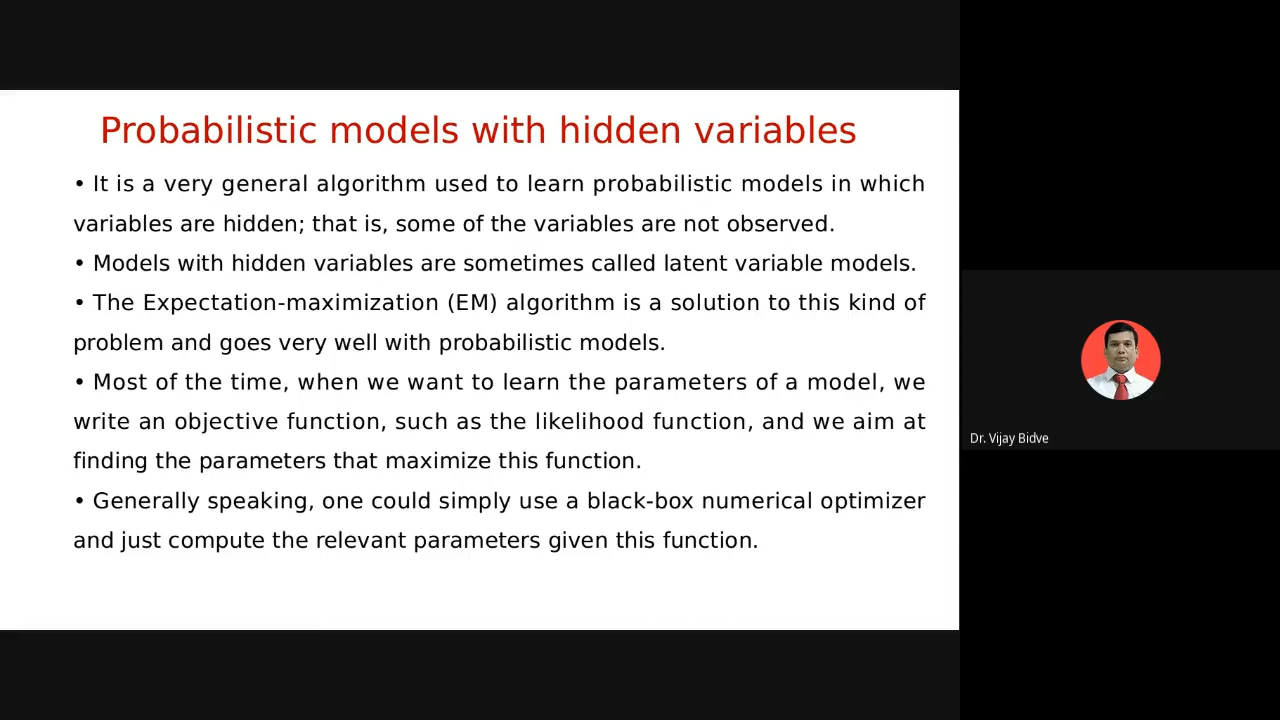 Probabilistic models with hidden variables
• It is a very general algorithm used to learn probabilistic models in which
variables are hidden; that is, some of the variables are not observed.
• Models with hidden variables are sometimes called latent variable models.
• The Expectation-maximization (EM) algorithm is a solution to this kind of
problem and goes very well with probabilistic models.
• Most of the time, when we want to learn the parameters of a model, we
write an objective function, such as the likelihood function, and we aim at
finding the parameters that maximize this function.
• Generally speaking, one could simply use a black-box numerical optimizer
and just compute the relevant parameters given this function.
Dr. Vijay Bidve